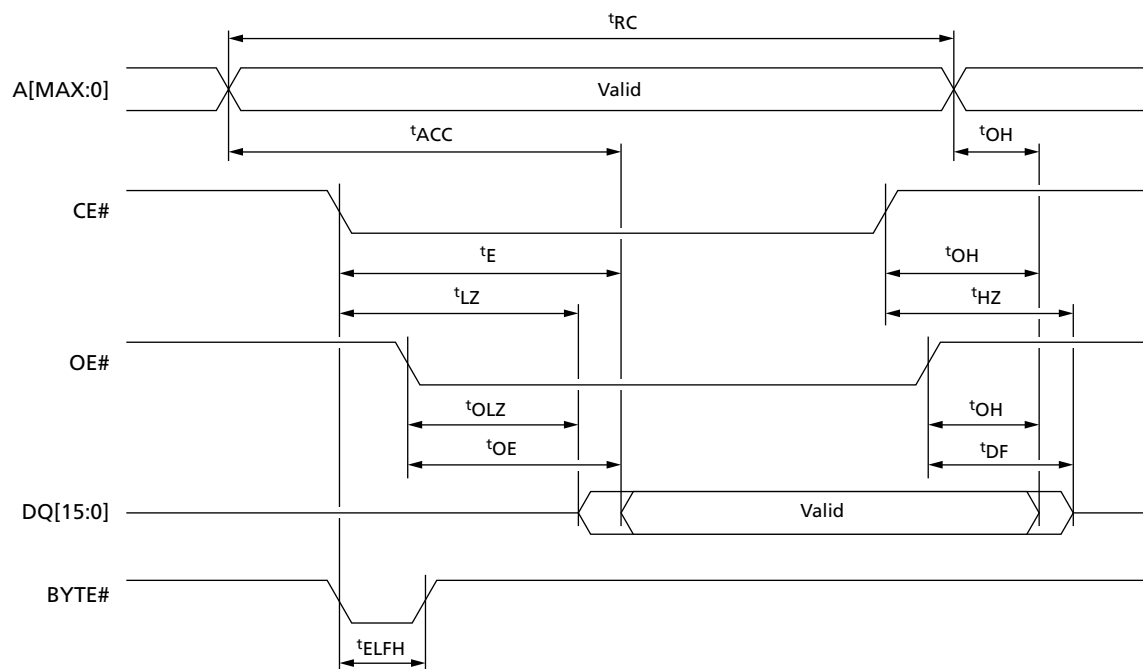 tRC
A[MAX:0]
Valid
tACC
tOH
CE#
tE
tOH
tLZ
tHZ
OE#
tOLZ
tOH
tOE
tDF
DQ[15:0]
Valid
BYTE#
tELFH